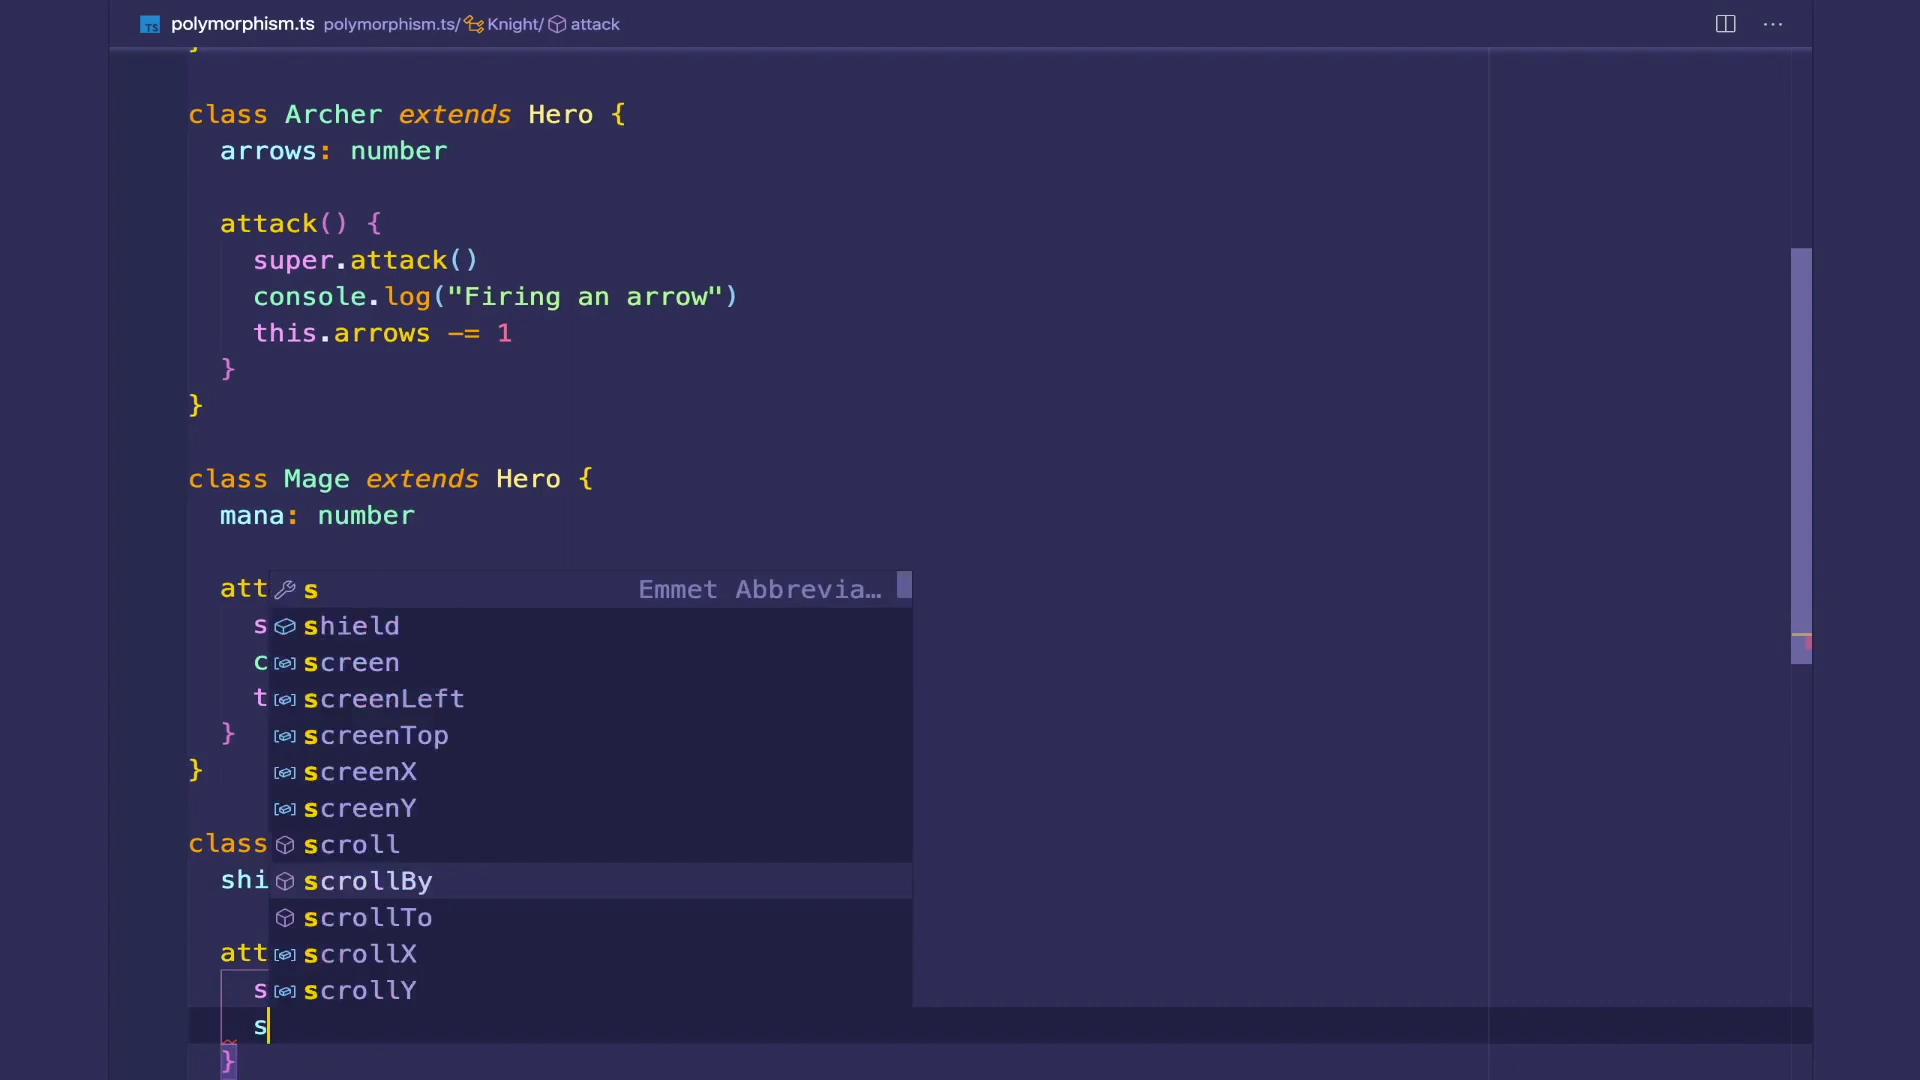 polymorphism.ts polymorphism.ts/ Knight/ attack
}
class Archer extends Hero {
arrows: number
attack() {
super.attack()
console.log("Firing an arrow")
this.arrows -= 1
}
}
class Mage extends Hero {
mana: number
att s Emmet Abbrevia…
s shield
c screen
t screenLeft
} screenTop
} screenX
screenY
class scroll
shi scrollBy
scrollTo
att scrollX
s scrollY
s
}